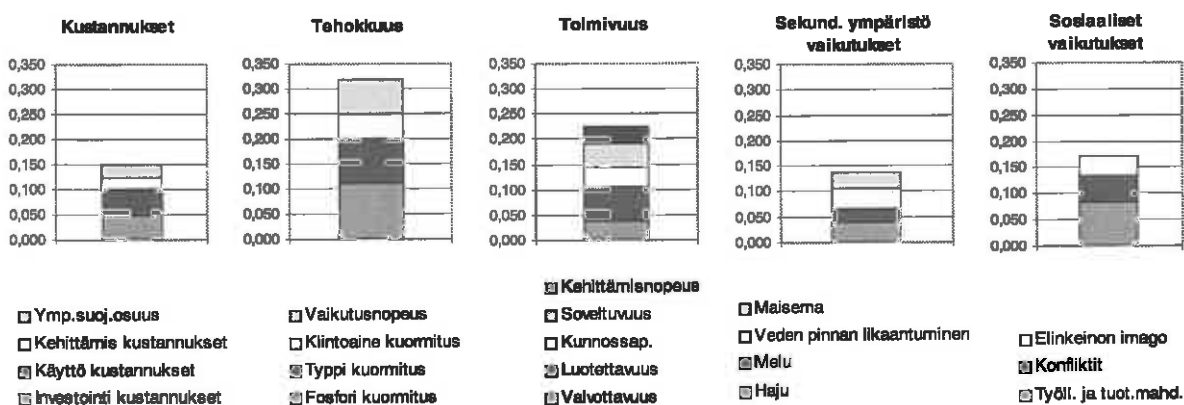 Kustannukset
0,350
0,300
0,250
0,200
0,150
0,100
0,050
0,000
Ymp.suoj.osuus
Kehittämis kustannukset
Käyttö kustannukset
Investointi kustannukset
Tehokkuus
0,350
0,300
0,250
0,200
0,150
0,100
0,050
0,000
Vaikutusnopeus
Kiintoaine kuormitus
Typpi kuormitus
Fosfori kuormitus
Toimivuus
0,350
0,300
0,250
0,200
0,150
0,100
0,050
0,000
Kehittämisnopeus
Soveltuvuus
Kunnossap.
Luotettavuus
Valvottavuus
Sekund. ympäristö
vaikutukset
0,350
0,300
0,250
0,200
0,150
0,100
0,050
0,000
Maisema
Veden pinnan likaantuminen
Melu
Haju
Sosiaaliset
vaikutukset
0,350
0,300
0,250
0,200
0,150
0,100
0,050
0,000
Elinkeinon imago
Konfliktit
Työll. ja tuot.mahd.